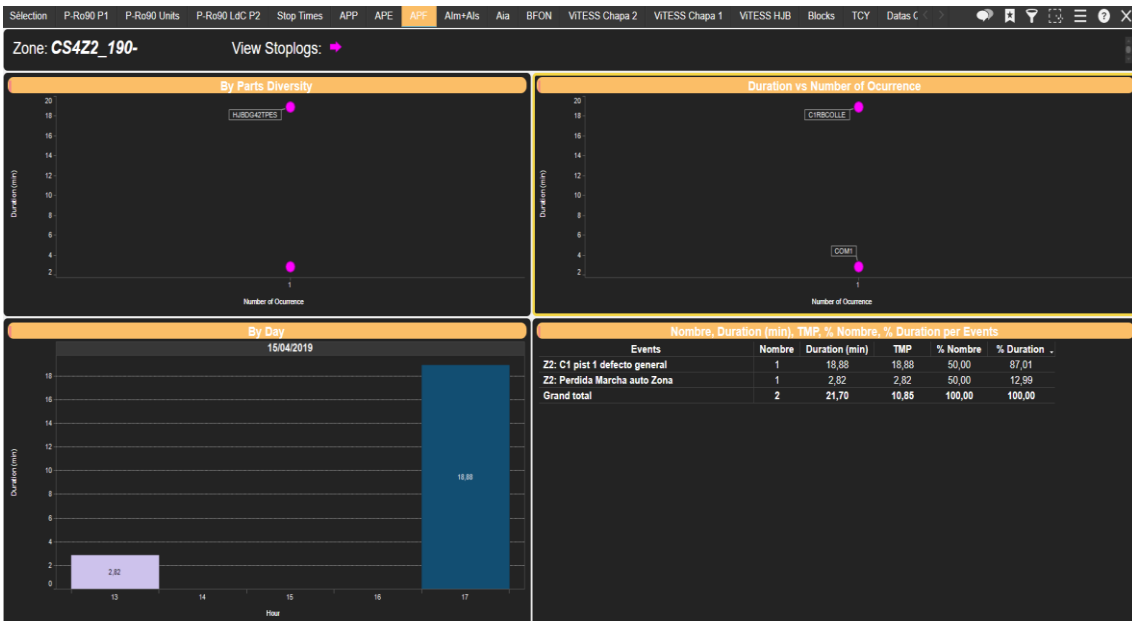 Sélection P-Ro90 P1 P-Ro90 Units P-Ro90 LdC P2 Stop Times APP APE APF Alm+Als Aia BFON ViTESS Chapa 2 ViTESS Chapa 1 ViTESS HJB Blocks TCY Datas C
Zone: CS4Z2_190- View Stoplogs:
By Parts Diversity
20
18
16
14
12
10
8
6
4
2
Duration (min)
HJBDG42TPES
1
Number of Ocurrence
Duration vs Number of Ocurrence
20
18
16
14
12
10
8
6
4
2
Duration (min)
C1RBCOLLE
COM1
1
Number of Ocurrence
By Day
15/04/2019
18
16
14
12
10
8
6
4
2
0
Duration (min)
2,82
18,88
13 14 15 16 17
Hour
Nombre, Duration (min), TMP, % Nombre, % Duration per Events
Events Nombre Duration (min) TMP % Nombre % Duration
Z2: C1 pist 1 defecto general 1 18,88 18,88 50,00 87,01
Z2: Perdida Marcha auto Zona 1 2,82 2,82 50,00 12,99
Grand total 2 21,70 10,85 100,00 100,00